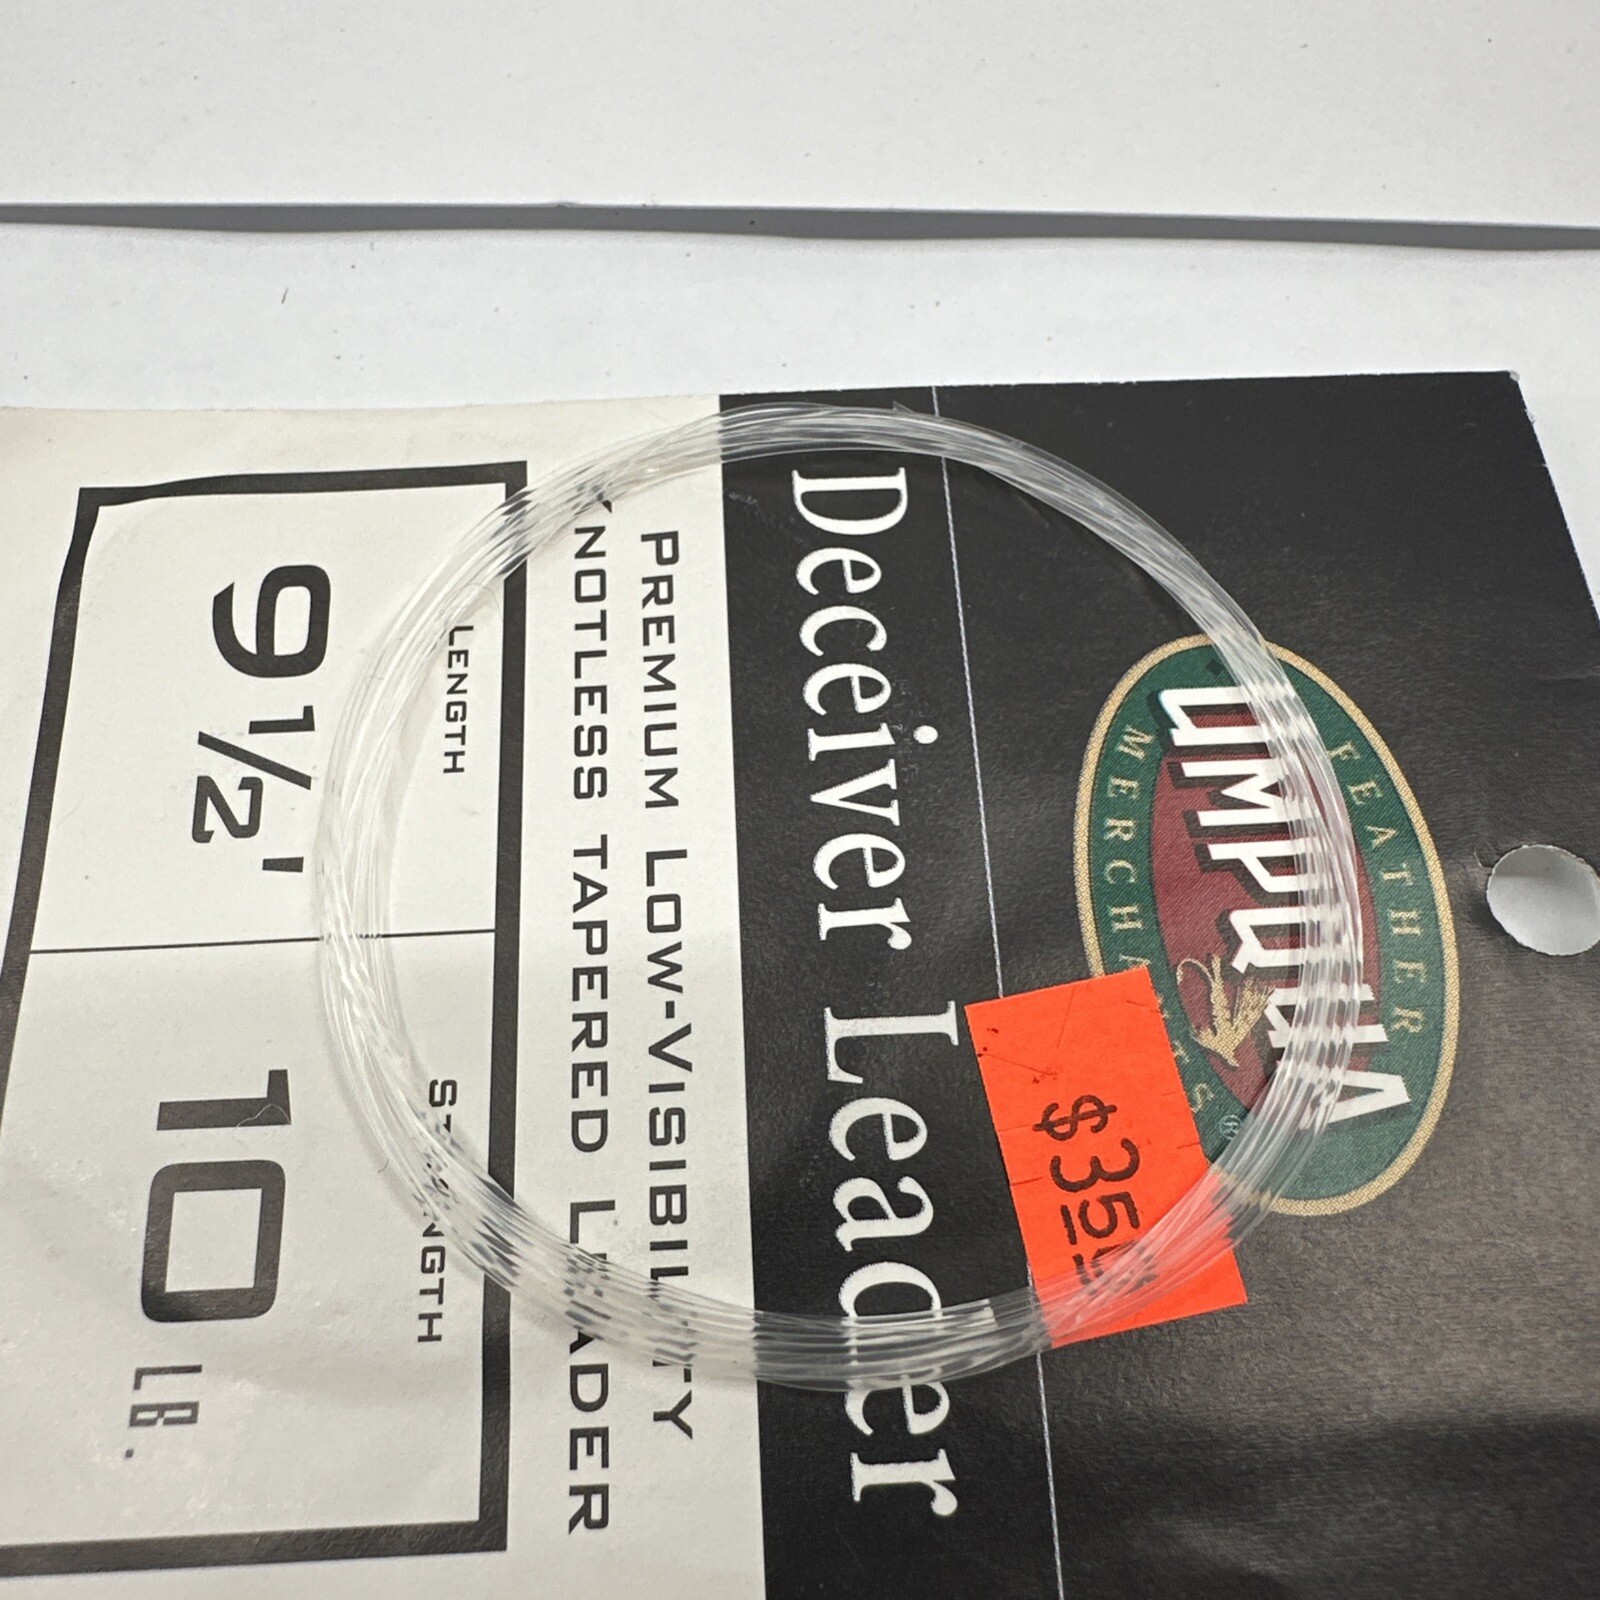 FEATHER
UMPQUA
MERCHANTS
®
$3.59
Deceiver Leader
PREMIUM LOW-VISIBILITY
KNOTLESS TAPERED LEADER
LENGTH
9 1/2'
STRENGTH
10 LB.